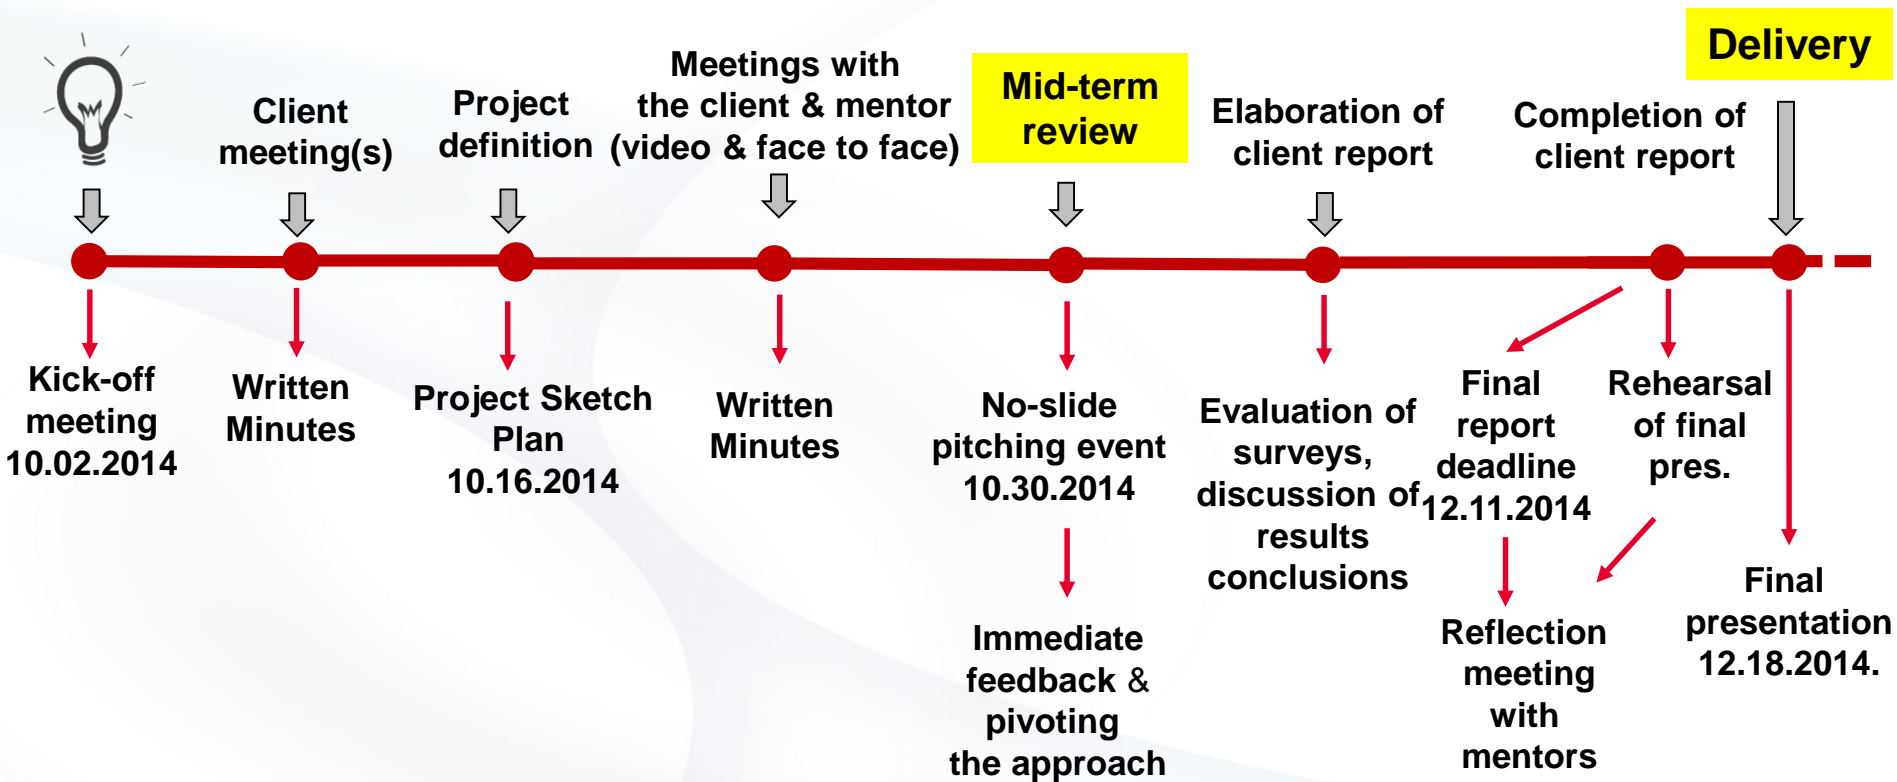 Client
meeting(s)
Project
definition
Meetings with
the client & mentor
(video & face to face)
Mid-term
review
Elaboration of
client report
Completion of
client report
Delivery
Kick-off
meeting
10.02.2014
Written
Minutes
Project Sketch
Plan
10.16.2014
Written
Minutes
No-slide
pitching event
10.30.2014
Immediate
feedback &
pivoting
the approach
Evaluation of
surveys,
discussion of
results
conclusions
Final
report
deadline
12.11.2014
Rehearsal
of final
pres.
Reflection
meeting
with
mentors
Final
presentation
12.18.2014.